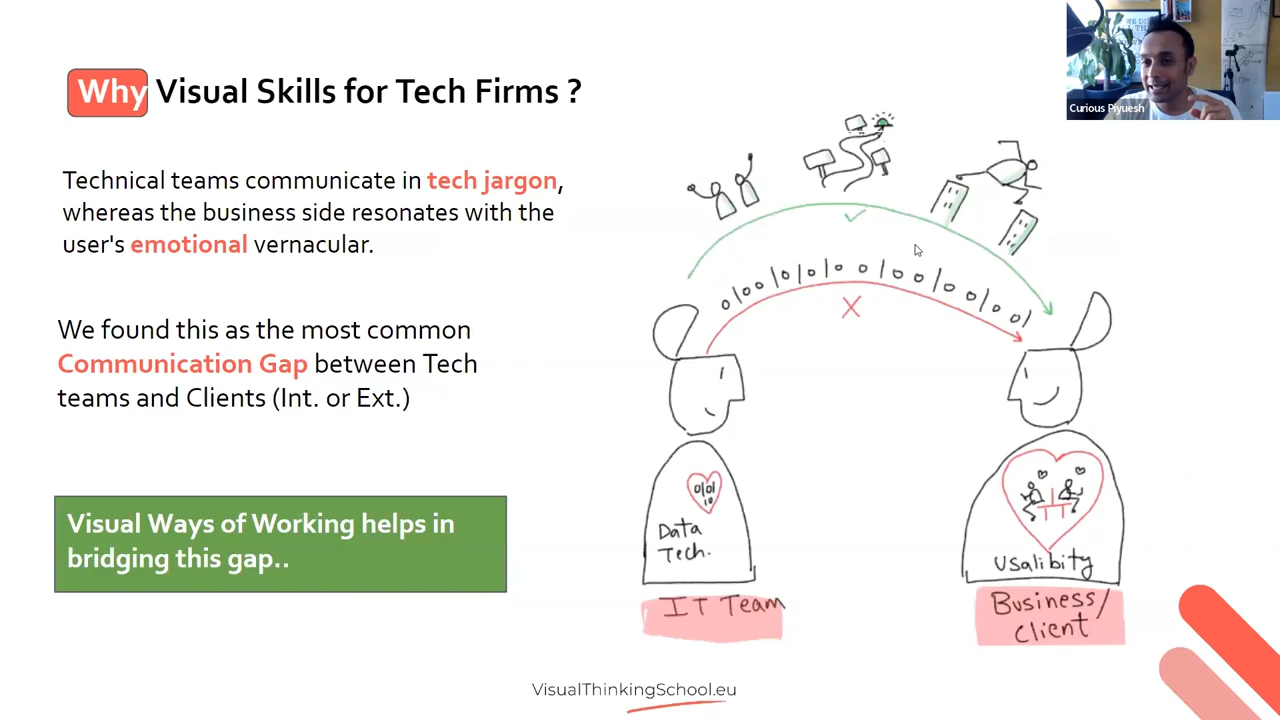 Why Visual Skills for Tech Firms ?
Curious Piyuesh
Technical teams communicate in tech jargon,
whereas the business side resonates with the
user's emotional vernacular.
We found this as the most common
Communication Gap between Tech
teams and Clients (Int. or Ext.)
Visual Ways of Working helps in
bridging this gap..
0100101010 01001010001
X
0101
10
Data
Tech.
IT Team
Usalibity
Business/
Client
VisualThinkingSchool.eu